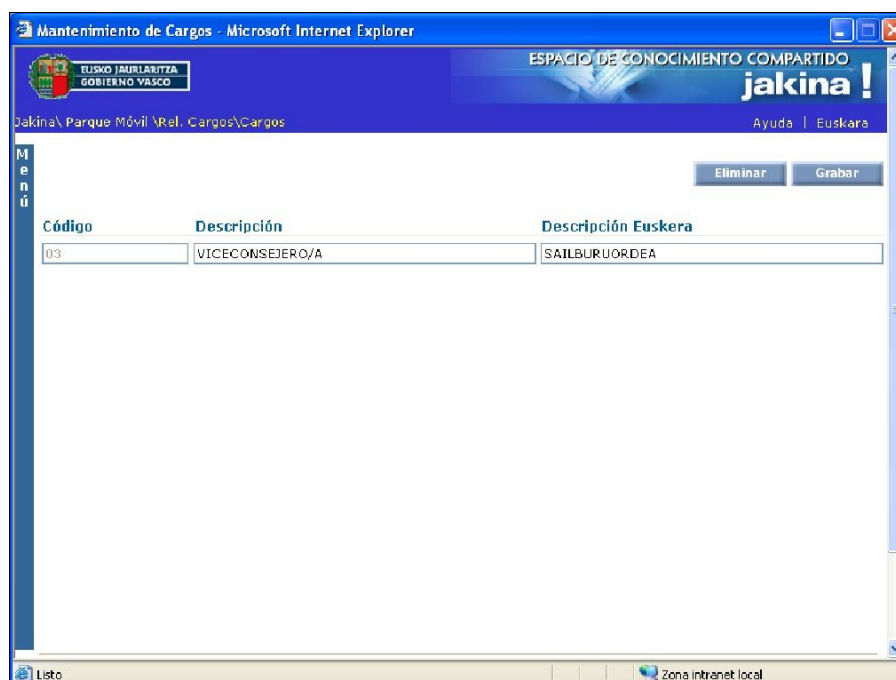 Mantenimiento de Cargos - Microsoft Internet Explorer
EUSKO JAURLARITZA
GOBIERNO VASCO
ESPACIO DE CONOCIMIENTO COMPARTIDO
jakina !
Jakina\ Parque Móvil \Rel. Cargos\Cargos
Ayuda | Euskara
Menú
Eliminar Grabar
Código Descripción Descripción Euskera
03 VICECONSEJERO/A SAILBURUORDEA
Listo Zona intranet local